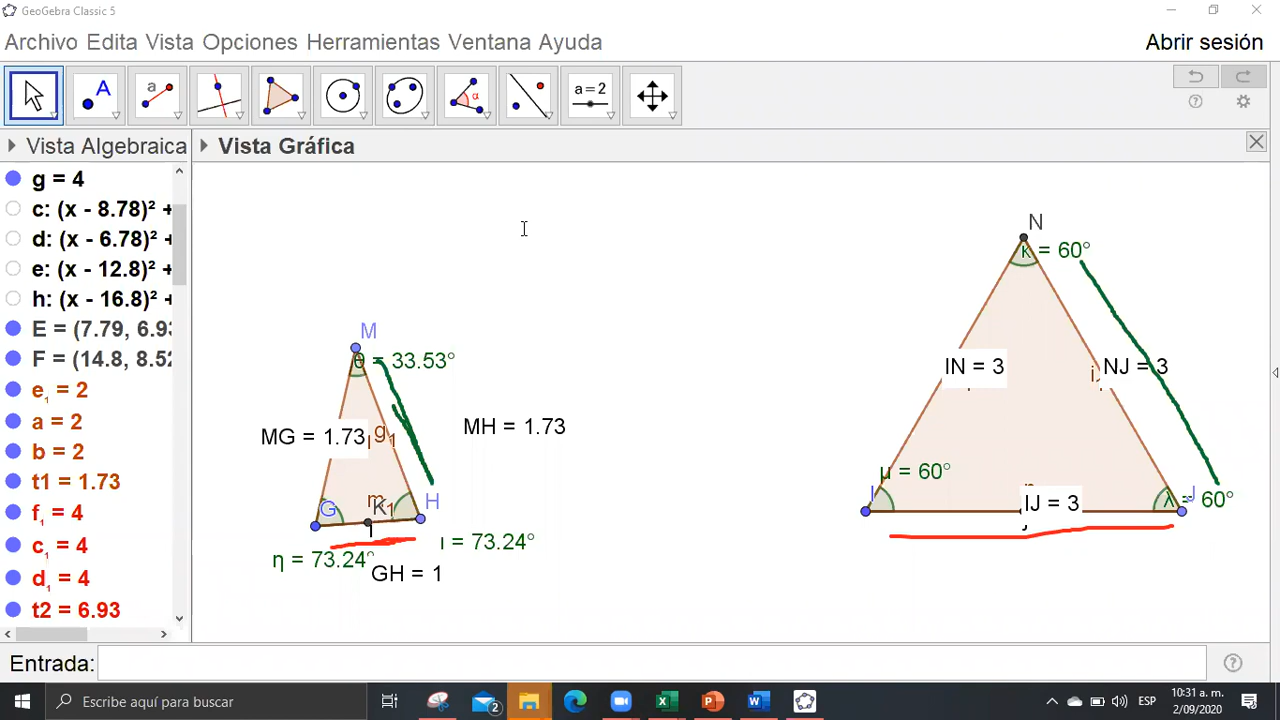 GeoGebra Classic 5
Archivo Edita Vista Opciones Herramientas Ventana Ayuda
Abrir sesión
A
a
α
a = 2
Vista Algebraica
Vista Gráfica
g = 4
c: (x - 8.78)² +
d: (x - 6.78)² +
e: (x - 12.8)² +
h: (x - 16.8)² +
E = (7.79, 6.93
F = (14.8, 8.52
e₁ = 2
a = 2
b = 2
t1 = 1.73
f₁ = 4
c₁ = 4
d₁ = 4
t2 = 6.93
M
θ = 33.53°
MG = 1.73
g₁
MH = 1.73
G
m
K₁
H
η = 73.24°
ι = 73.24°
GH = 1
N
κ = 60°
IN = 3
NJ = 3
μ = 60°
I
IJ = 3
J
λ = 60°
Entrada:
Escribe aquí para buscar
2
ESP
10:31 a. m.
2/09/2020